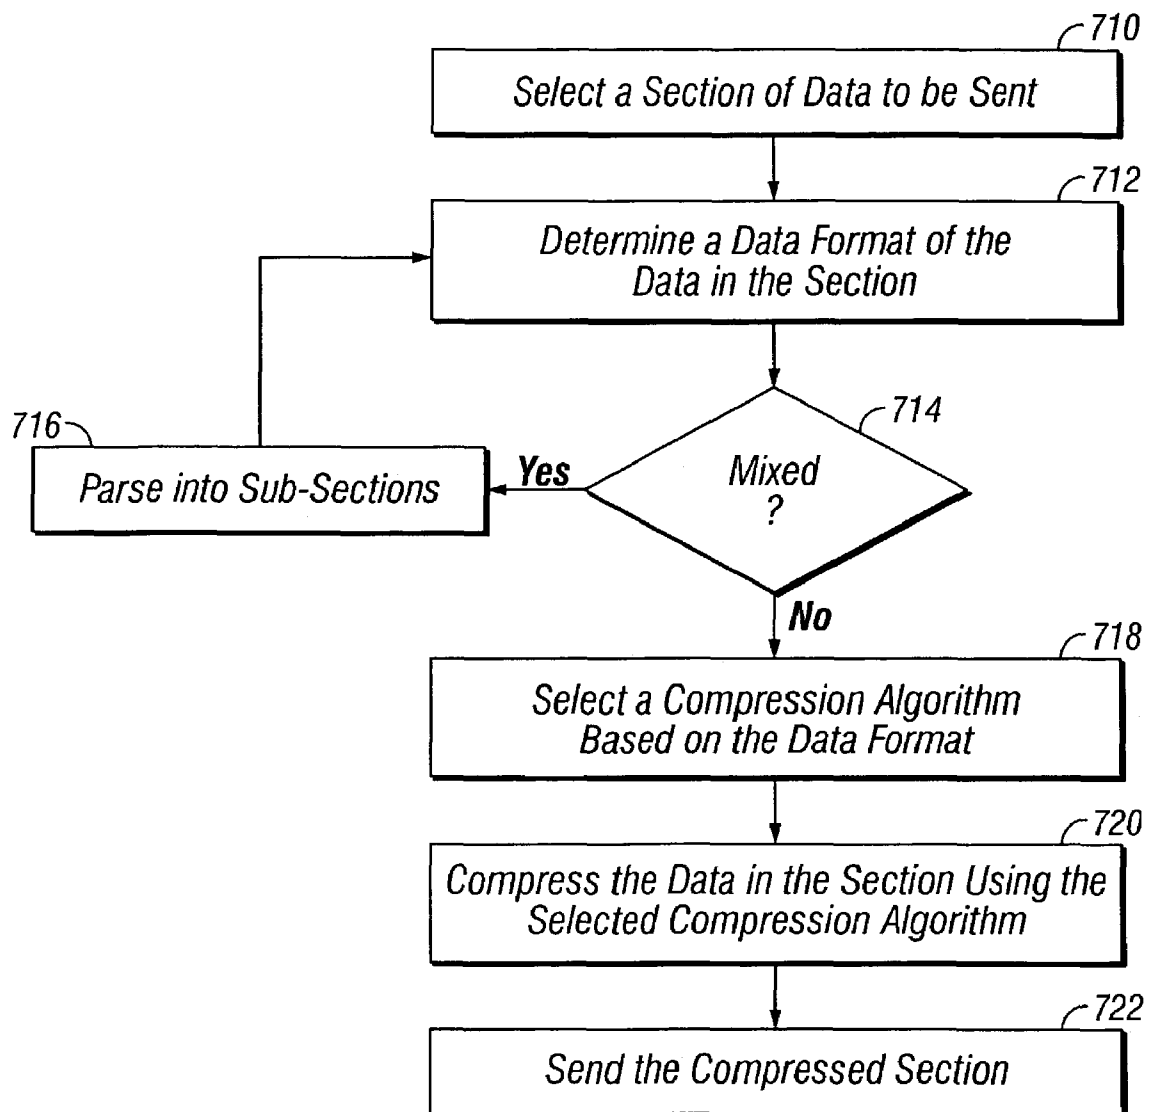 710
Select a Section of Data to be Sent
712
Determine a Data Format of the
Data in the Section
714
Mixed
?
716
Parse into Sub-Sections
Yes
No
718
Select a Compression Algorithm
Based on the Data Format
720
Compress the Data in the Section Using the
Selected Compression Algorithm
722
Send the Compressed Section